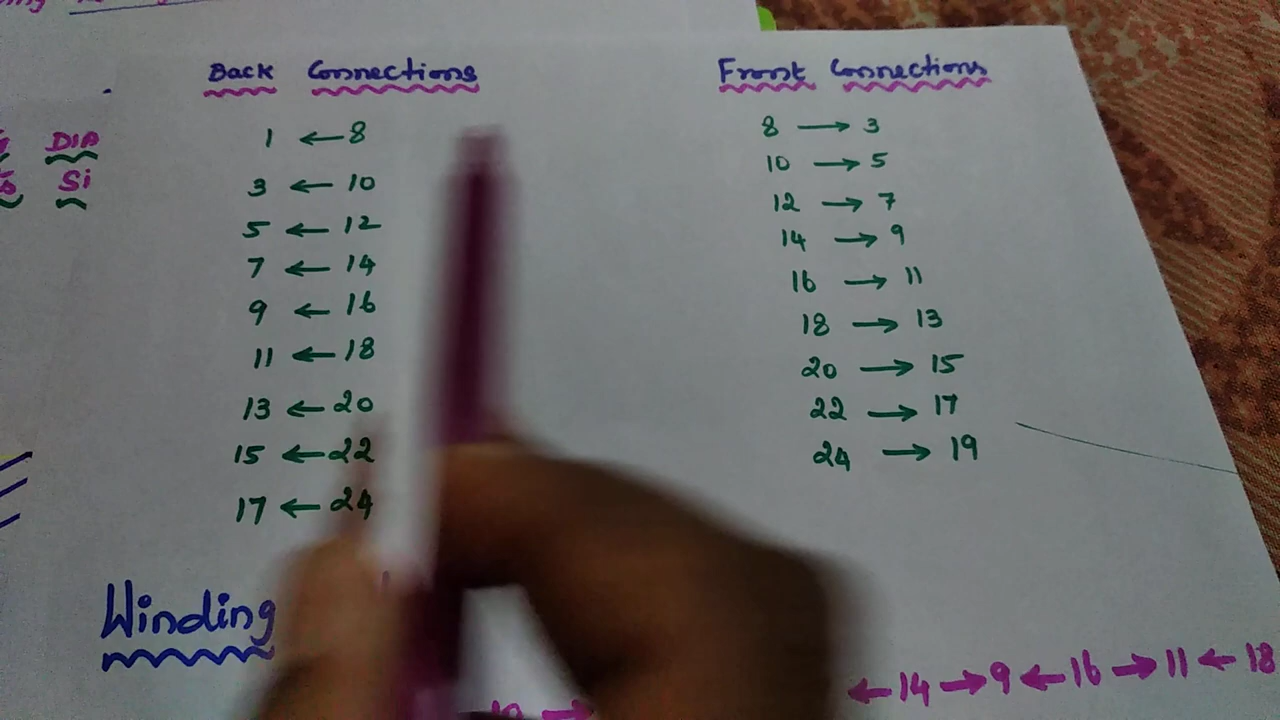 Back Connections
1 ← 8
3 ← 10
5 ← 12
7 ← 14
9 ← 16
11 ← 18
13 ← 20
15 ← 22
17 ← 24
Front Connections
8 → 3
10 → 5
12 → 7
14 → 9
16 → 11
18 → 13
20 → 15
22 → 17
24 → 19
DIA
Si
Winding
← 14 → 9 ← 16 → 11 ← 18